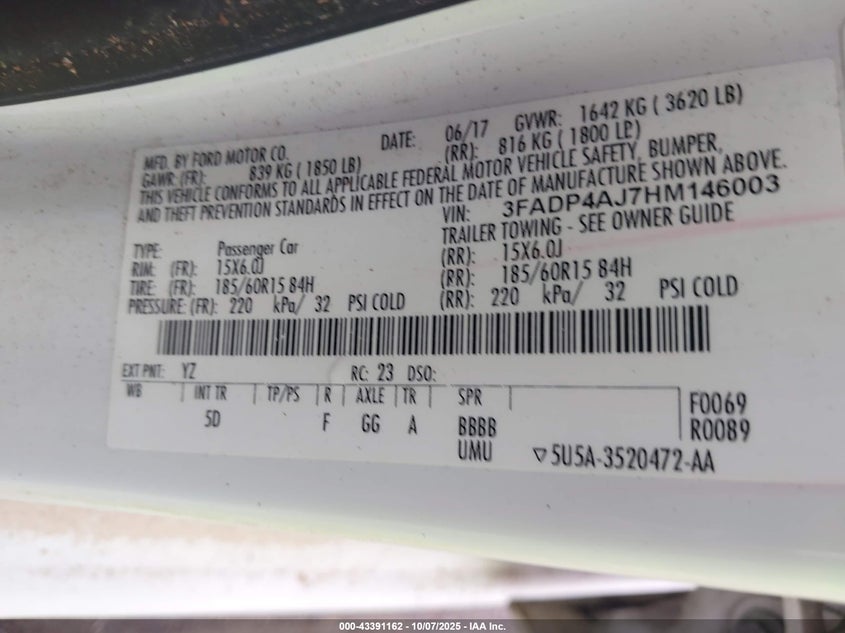 MFD. BY FORD MOTOR CO. DATE: 06/17 GVWR: 1642 KG ( 3620 LB)
GAWR: (FR): 839 KG ( 1850 LB) (RR): 816 KG ( 1800 LB)
THIS VEHICLE CONFORMS TO ALL APPLICABLE FEDERAL MOTOR VEHICLE SAFETY, BUMPER,
AND THEFT PREVENTION STANDARDS IN EFFECT ON THE DATE OF MANUFACTURE SHOWN ABOVE.
VIN: 3FADP4AJ7HM146003
TYPE: Passenger Car TRAILER TOWING - SEE OWNER GUIDE
RIM: (FR): 15X6.0J (RR): 15X6.0J
TIRE: (FR): 185/60R15 84H (RR): 185/60R15 84H
PRESSURE: (FR): 220 kPa/ 32 PSI COLD (RR): 220 kPa/ 32 PSI COLD
EXT PNT: YZ RC: 23 DSO:
WB INT TR TP/PS R AXLE TR SPR F0069
5D F GG A BBBB R0089
UMU ▽5U5A-3520472-AA
000-43391162 - 10/07/2025 - IAA Inc.